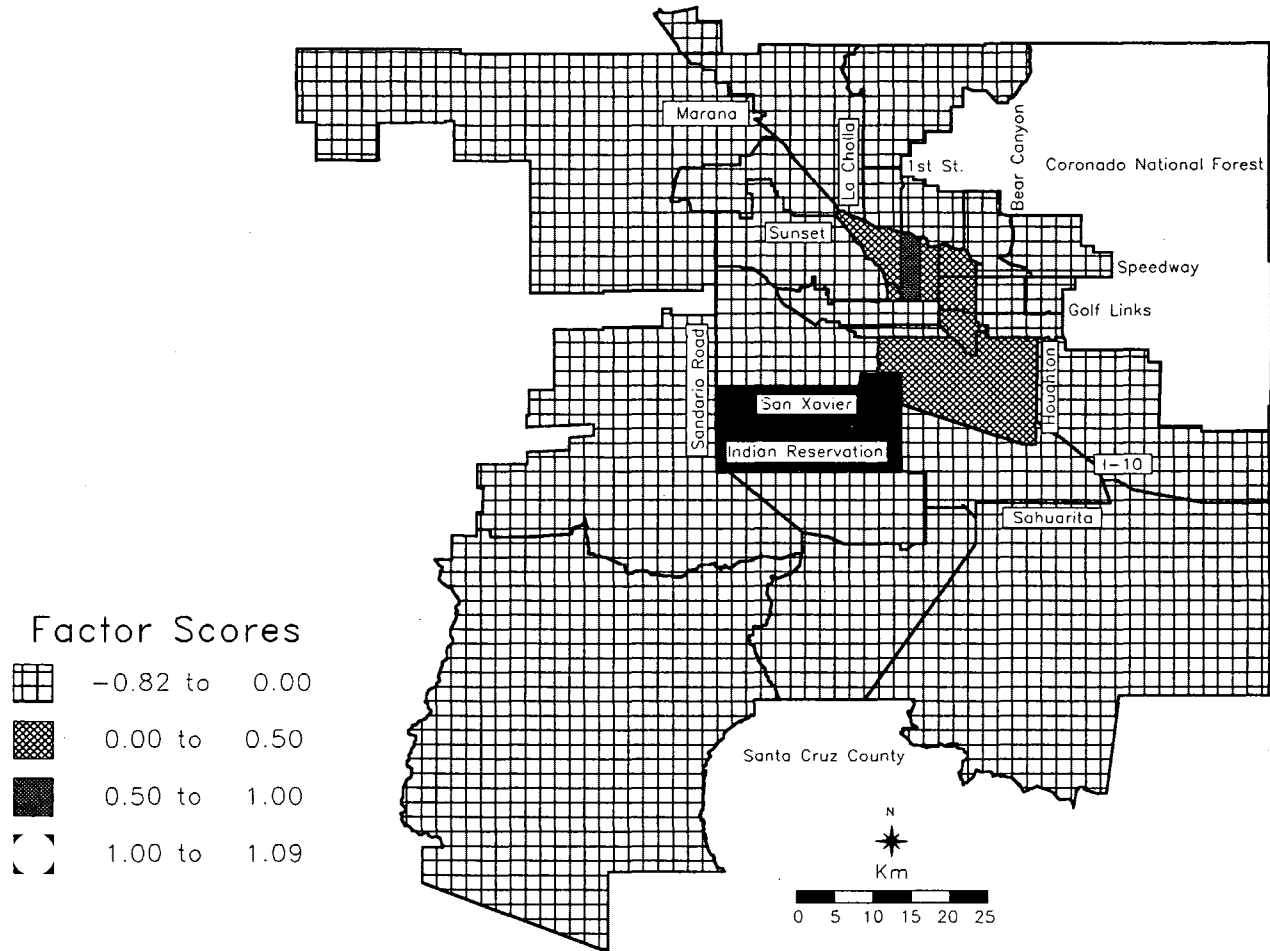 Marana
La Cholla
1st St.
Bear Canyon
Coronado National Forest
Sunset
Speedway
Golf Links
Sandario Road
San Xavier
Indian Reservation
Houghton
I-10
Sahuarita
Factor Scores
-0.82 to 0.00
0.00 to 0.50
0.50 to 1.00
1.00 to 1.09
Santa Cruz County
N
Km
0 5 10 15 20 25